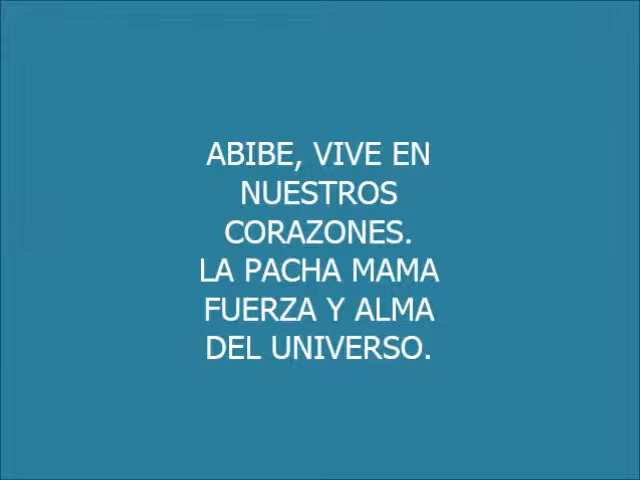 ABIBE, VIVE EN
NUESTROS
CORAZONES.
LA PACHA MAMA
FUERZA Y ALMA
DEL UNIVERSO.